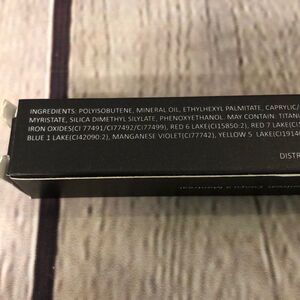 INGREDIENTS: POLYISOBUTENE, MINERAL OIL, ETHYLHEXYL PALMITATE, CAPRYLIC/
MYRISTATE, SILICA DIMETHYL SILYLATE, PHENOXYETHANOL. MAY CONTAIN: TITANI
IRON OXIDES(CI 77491/CI77492/CI77499), RED 6 LAKE(CI15850:2), RED 7 LAKE(CI
BLUE 1 LAKE(CI42090:2), MANGANESE VIOLET(CI77742), YELLOW 5 LAKE(CI1914
DISTR